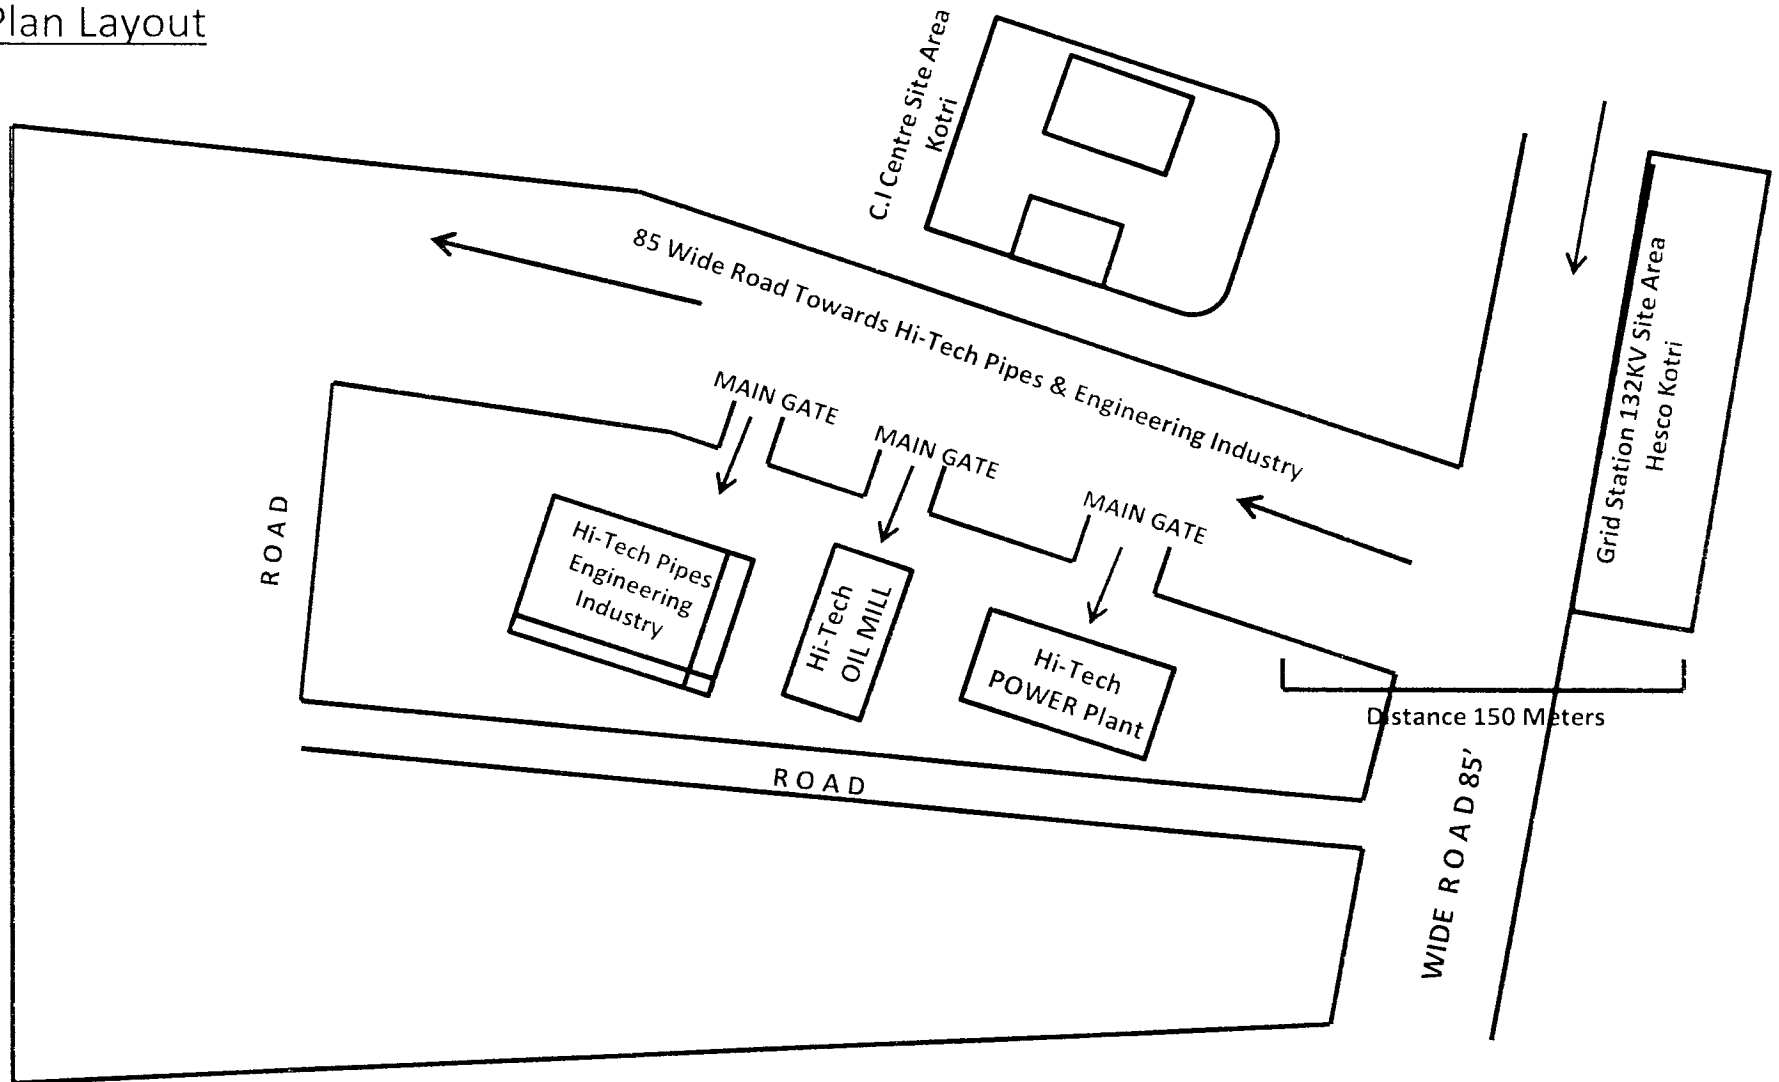 Plan Layout
C.I Centre Site Area
Kotri
85 Wide Road Towards Hi-Tech Pipes & Engineering Industry
Grid Station 132KV Site Area
Hesco Kotri
MAIN GATE
MAIN GATE
MAIN GATE
ROAD
Hi-Tech Pipes
Engineering
Industry
Hi-Tech
OIL MILL
Hi-Tech
POWER Plant
Distance 150 Meters
ROAD
WIDE ROAD 85'